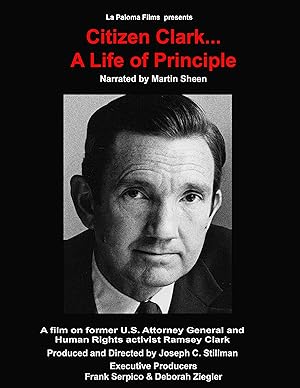 La Paloma Films presents
Citizen Clark...
A Life of Principle
Narrated by Martin Sheen
A film on former U.S. Attorney General and
Human Rights activist Ramsey Clark
Produced and Directed by Joseph C. Stillman
Executive Producers
Frank Serpico & Deborah Ziegler